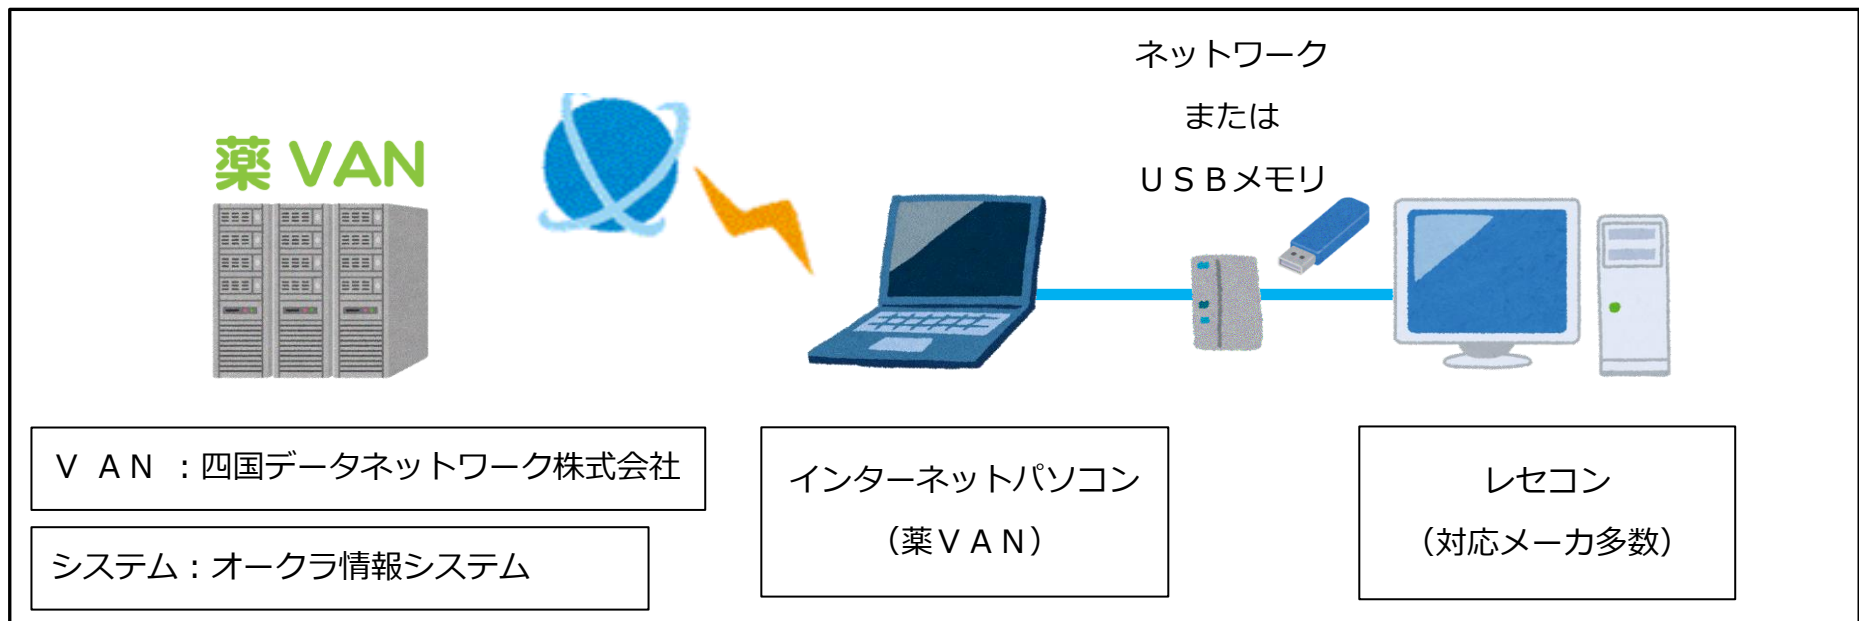 ネットワーク
または
ＵＳＢメモリ
薬 VAN
Ｖ ＡＮ ：四国データネットワーク株式会社
システム：オークラ情報システム
インターネットパソコン
（薬ＶＡＮ）
レセコン
（対応メーカ多数）